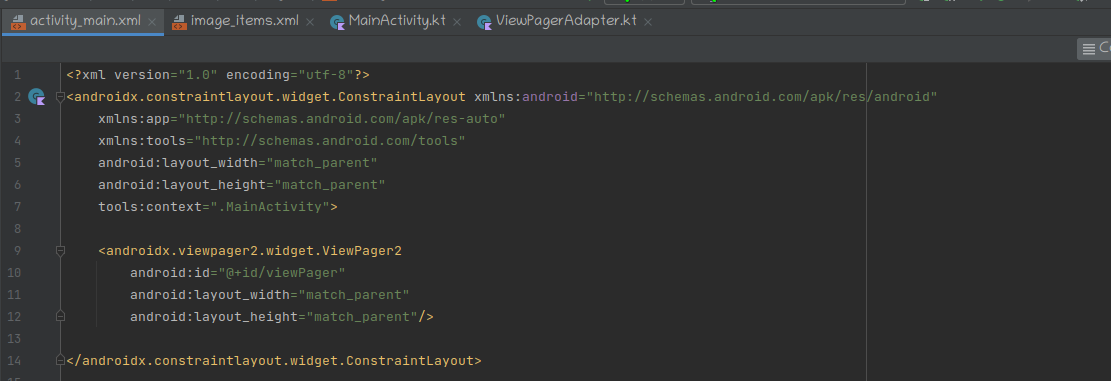 activity_main.xml image_items.xml MainActivity.kt ViewPagerAdapter.kt
1 <?xml version="1.0" encoding="utf-8"?>
2 <androidx.constraintlayout.widget.ConstraintLayout xmlns:android="http://schemas.android.com/apk/res/android"
3 xmlns:app="http://schemas.android.com/apk/res-auto"
4 xmlns:tools="http://schemas.android.com/tools"
5 android:layout_width="match_parent"
6 android:layout_height="match_parent"
7 tools:context=".MainActivity">
8
9 <androidx.viewpager2.widget.ViewPager2
10 android:id="@+id/viewPager"
11 android:layout_width="match_parent"
12 android:layout_height="match_parent"/>
13
14 </androidx.constraintlayout.widget.ConstraintLayout>